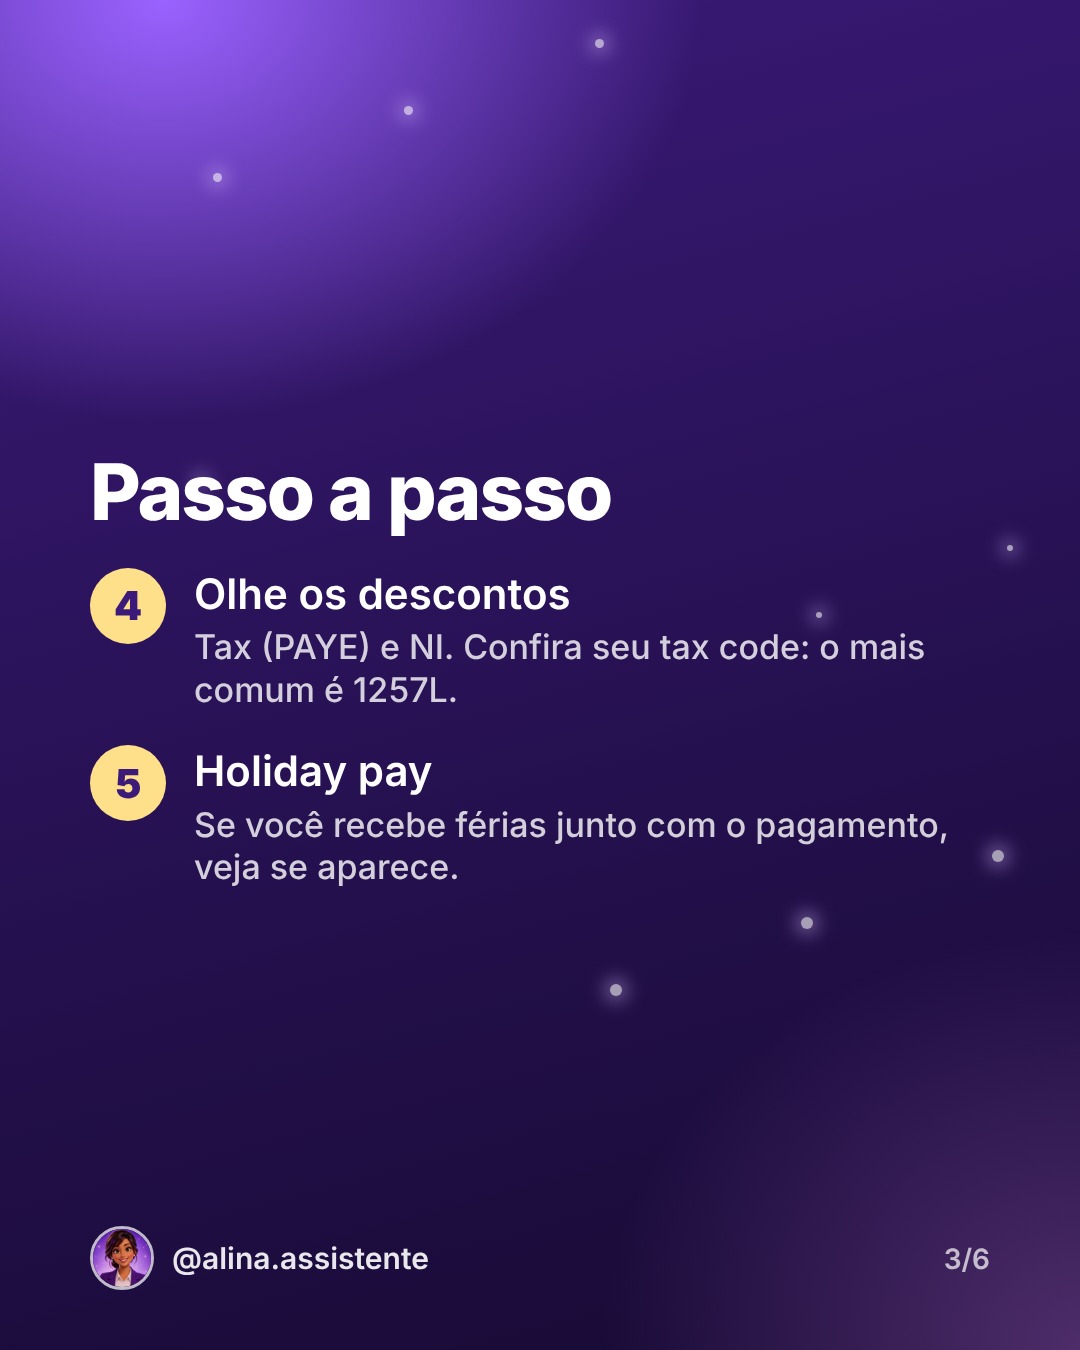 Passo a passo
4
Olhe os descontos
Tax (PAYE) e NI. Confira seu tax code: o mais
comum é 1257L.
5
Holiday pay
Se você recebe férias junto com o pagamento,
veja se aparece.
@alina.assistente
3/6